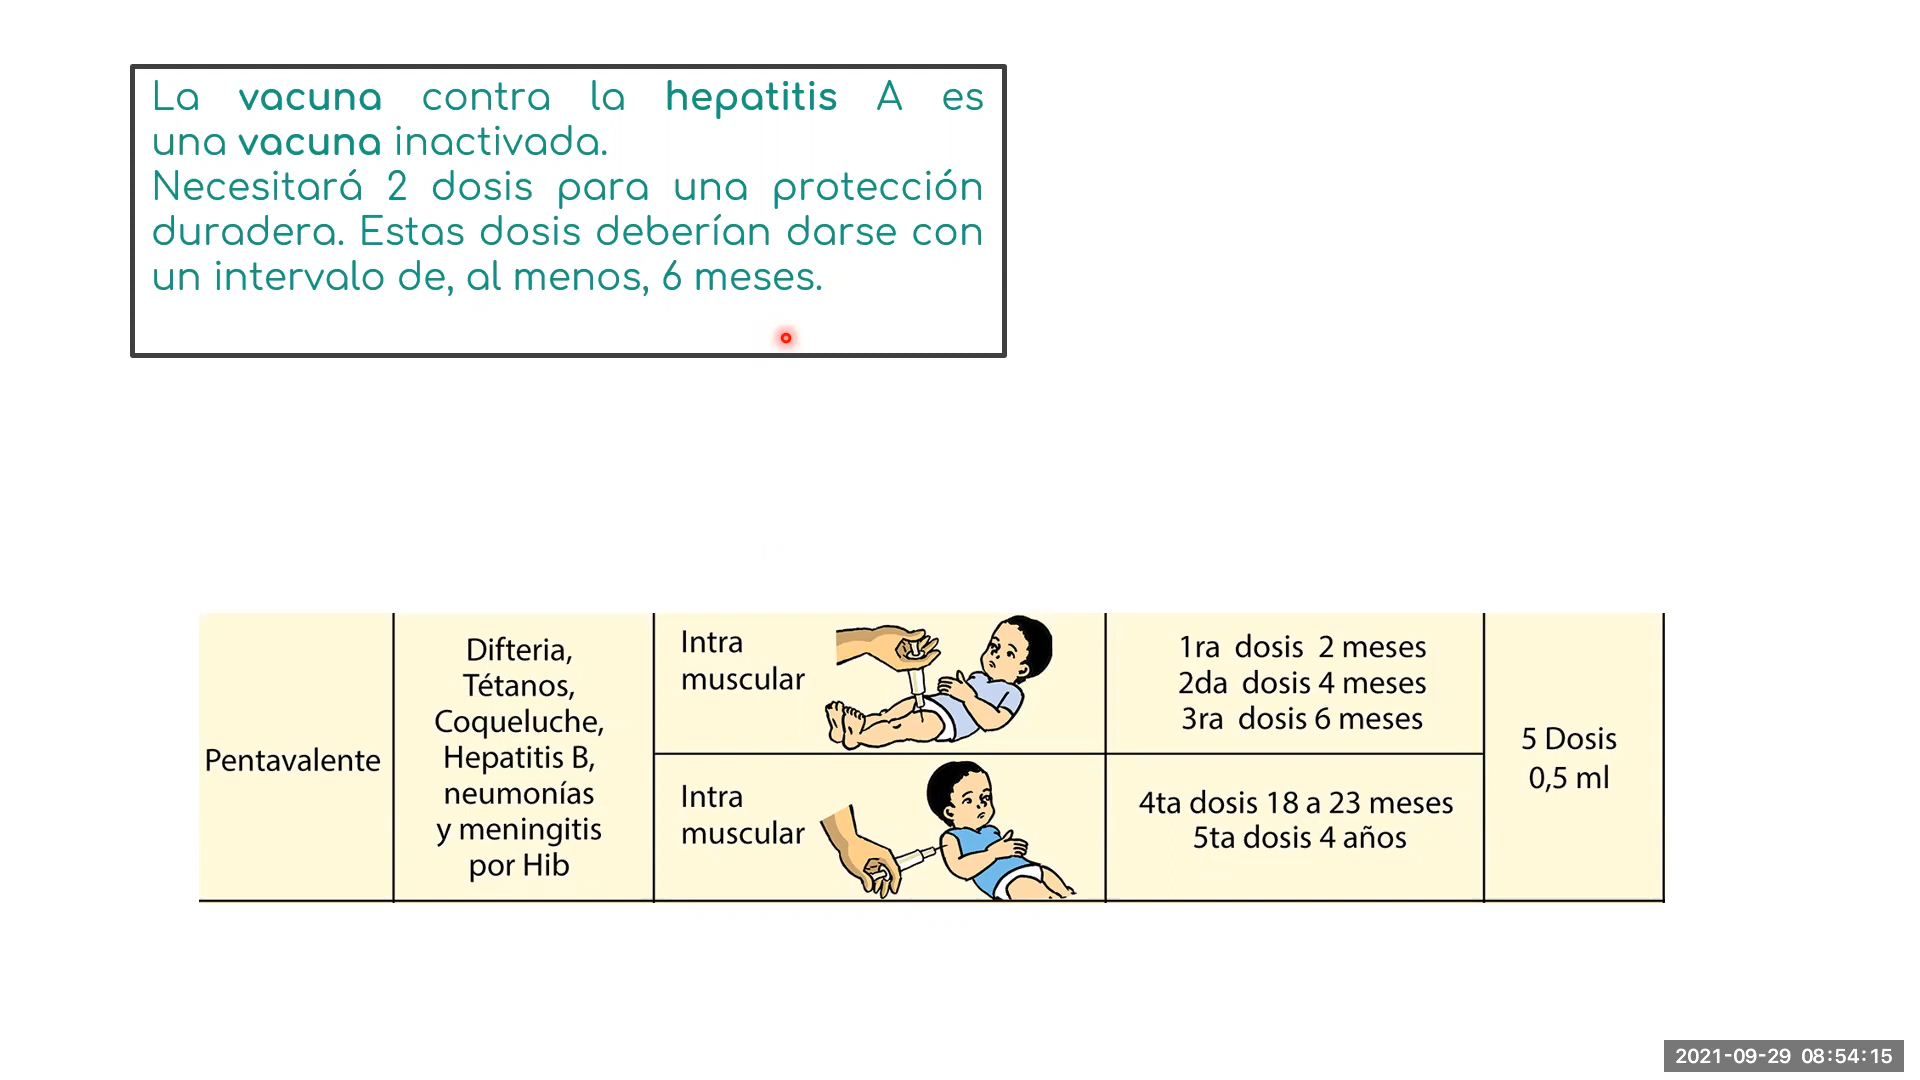 La vacuna contra la hepatitis A es
una vacuna inactivada.
Necesitará 2 dosis para una protección
duradera. Estas dosis deberían darse con
un intervalo de, al menos, 6 meses.
Pentavalente
Difteria,
Tétanos,
Coqueluche,
Hepatitis B,
neumonías
y meningitis
por Hib
Intra
muscular
1ra dosis 2 meses
2da dosis 4 meses
3ra dosis 6 meses
Intra
muscular
4ta dosis 18 a 23 meses
5ta dosis 4 años
5 Dosis
0,5 ml
2021-09-29 08:54:15